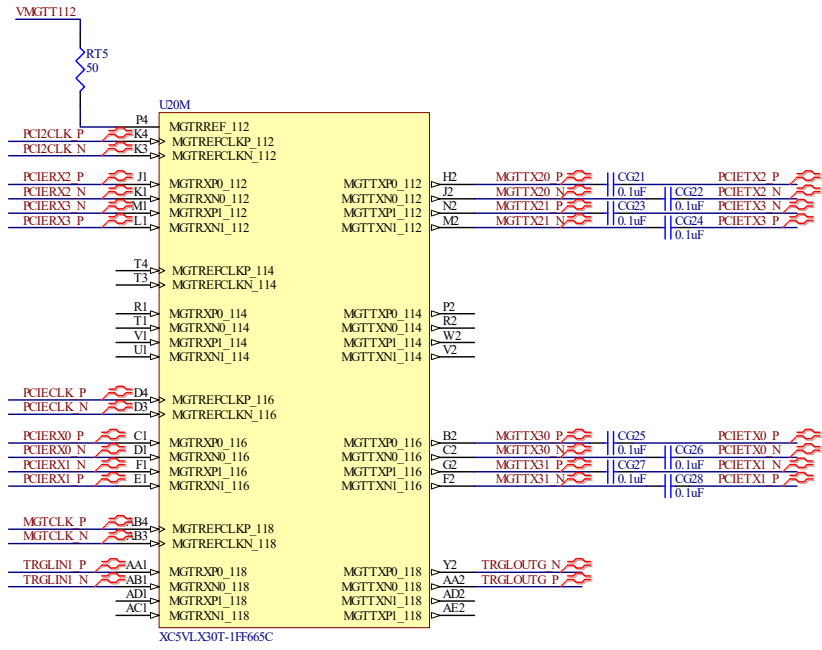 VMGTT112
RT5
50
U20M
P4 MGTRREF_112
PCI2CLK_P K4 MGTREFCLKP_112
PCI2CLK_N K3 MGTREFCLKN_112
PCIERX2_P J1 MGTRXP0_112 MGTTXP0_112 H2 MGTTX20_P CG21 PCIETX2_P
PCIERX2_N K1 MGTRXN0_112 MGTTXN0_112 J2 MGTTX20_N 0.1uF CG22 PCIETX2_N
PCIERX3_N M1 MGTRXP1_112 MGTTXP1_112 N2 MGTTX21_P CG23 0.1uF PCIETX3_N
PCIERX3_P L1 MGTRXN1_112 MGTTXN1_112 M2 MGTTX21_N 0.1uF CG24 PCIETX3_P
0.1uF
T4 MGTREFCLKP_114
T3 MGTREFCLKN_114
R1 MGTRXP0_114 MGTTXP0_114 P2
T1 MGTRXN0_114 MGTTXN0_114 R2
V1 MGTRXP1_114 MGTTXP1_114 W2
U1 MGTRXN1_114 MGTTXN1_114 V2
PCIECLK_P D4 MGTREFCLKP_116
PCIECLK_N D3 MGTREFCLKN_116
PCIERX0_P C1 MGTRXP0_116 MGTTXP0_116 B2 MGTTX30_P CG25 PCIETX0_P
PCIERX0_N D1 MGTRXN0_116 MGTTXN0_116 C2 MGTTX30_N 0.1uF CG26 PCIETX0_N
PCIERX1_N F1 MGTRXP1_116 MGTTXP1_116 G2 MGTTX31_P CG27 0.1uF PCIETX1_N
PCIERX1_P E1 MGTRXN1_116 MGTTXN1_116 F2 MGTTX31_N 0.1uF CG28 PCIETX1_P
0.1uF
MGTCLK_P AB4 MGTREFCLKP_118
MGTCLK_N AB3 MGTREFCLKN_118
TRGLIN1_P AA1 MGTRXP0_118 MGTTXP0_118 Y2 TRGLOUTG_N
TRGLIN1_N AB1 MGTRXN0_118 MGTTXN0_118 AA2 TRGLOUTG_P
AD1 MGTRXP1_118 MGTTXN1_118 AD2
AC1 MGTRXN1_118 MGTTXP1_118 AE2
XC5VLX30T-1FF665C